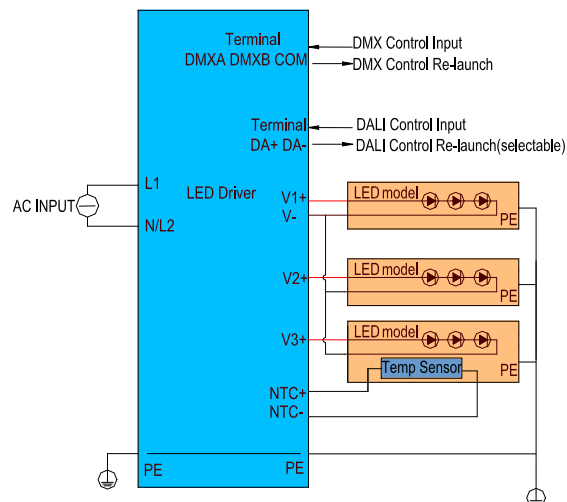 Terminal
DMXA DMXB COM
DMX Control Input
DMX Control Re-launch
Terminal
DA+ DA-
DALI Control Input
DALI Control Re-launch(selectable)
AC INPUT
L1
N/L2
LED Driver
V1+
V-
LED model
PE
V2+
LED model
PE
V3+
LED model
PE
Temp Sensor
NTC+
NTC-
PE
PE